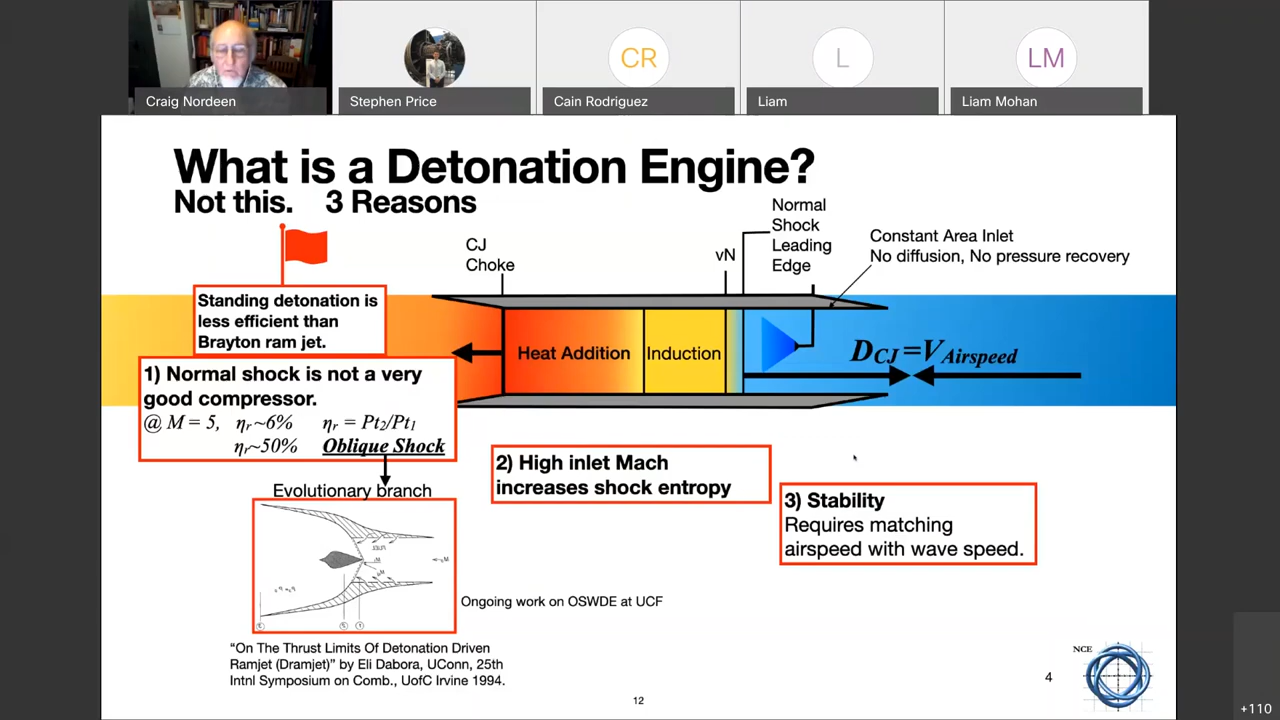 CR
L
LM
Craig Nordeen
Stephen Price
Cain Rodriguez
Liam
Liam Mohan
What is a Detonation Engine?
Not this. 3 Reasons
CJ
Choke
vN
Normal
Shock
Leading
Edge
Constant Area Inlet
No diffusion, No pressure recovery
Standing detonation is
less efficient than
Brayton ram jet.
Heat Addition
Induction
D_CJ=V_Airspeed
1) Normal shock is not a very
good compressor.
@ M = 5, η_r~6% η_r = Pt₂/Pt₁
η_r~50% Oblique Shock
Evolutionary branch
2) High inlet Mach
increases shock entropy
3) Stability
Requires matching
airspeed with wave speed.
Ongoing work on OSWDE at UCF
"On The Thrust Limits Of Detonation Driven
Ramjet (Dramjet)" by Eli Dabora, UConn, 25th
Intnl Symposium on Comb., UofC Irvine 1994.
NCE
4
12
+110